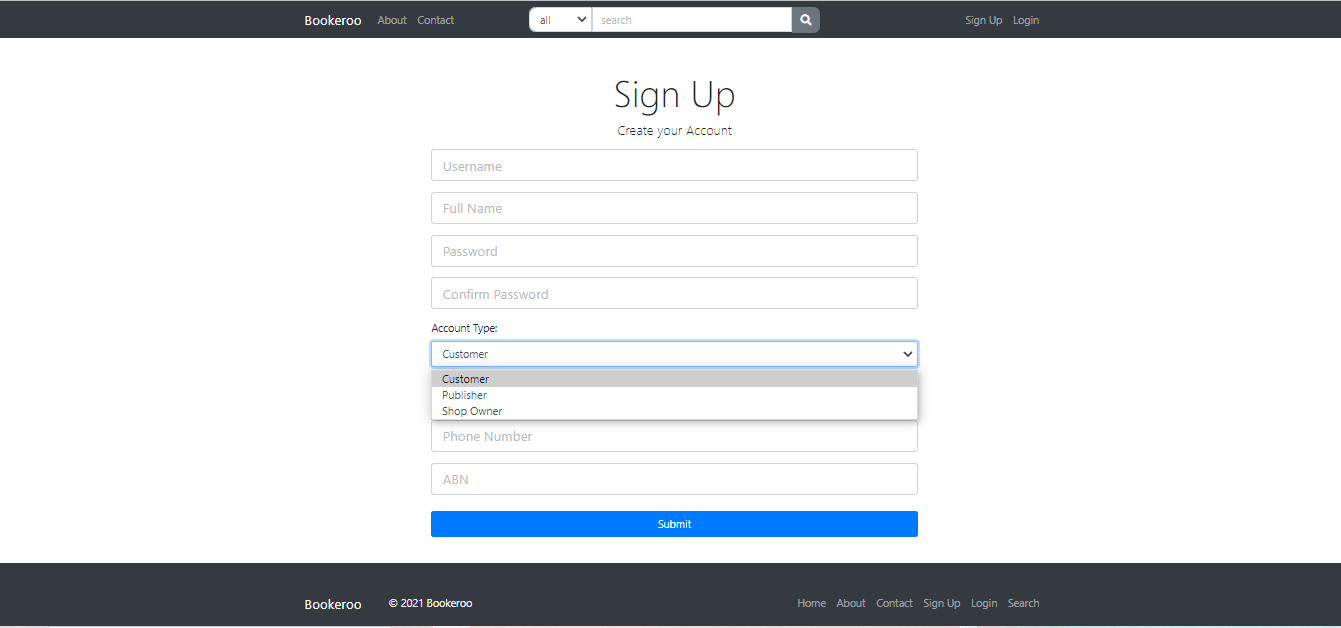 Bookeroo About Contact all search Sign Up Login
Sign Up
Create your Account
Username
Full Name
Password
Confirm Password
Account Type:
Customer
Customer
Publisher
Shop Owner
Phone Number
ABN
Submit
Bookeroo © 2021 Bookeroo Home About Contact Sign Up Login Search